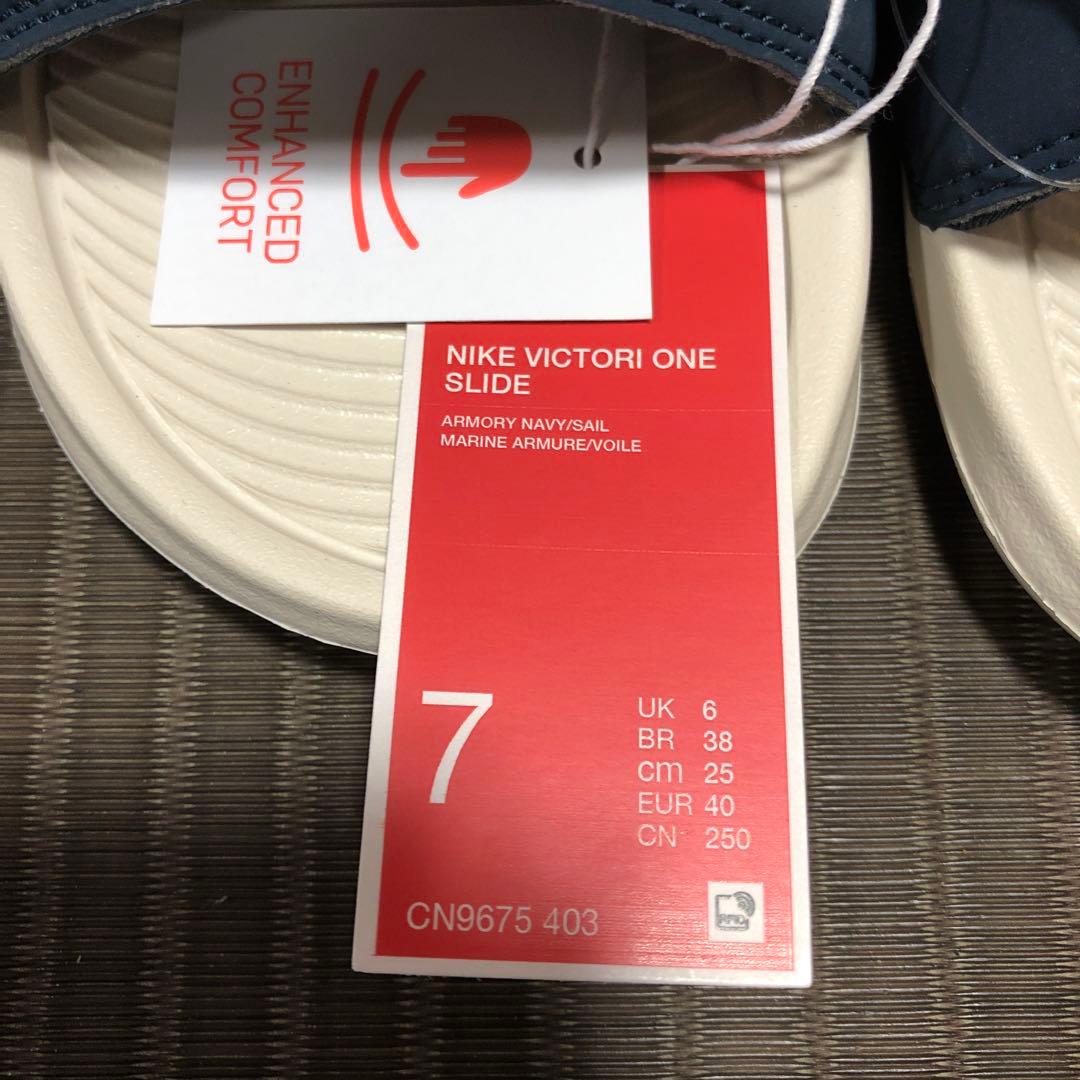 ENHANCED
COMFORT
NIKE VICTORI ONE
SLIDE
ARMORY NAVY/SAIL
MARINE ARMURE/VOILE
7
UK 6
BR 38
cm 25
EUR 40
CN 250
CN9675 403
RFID